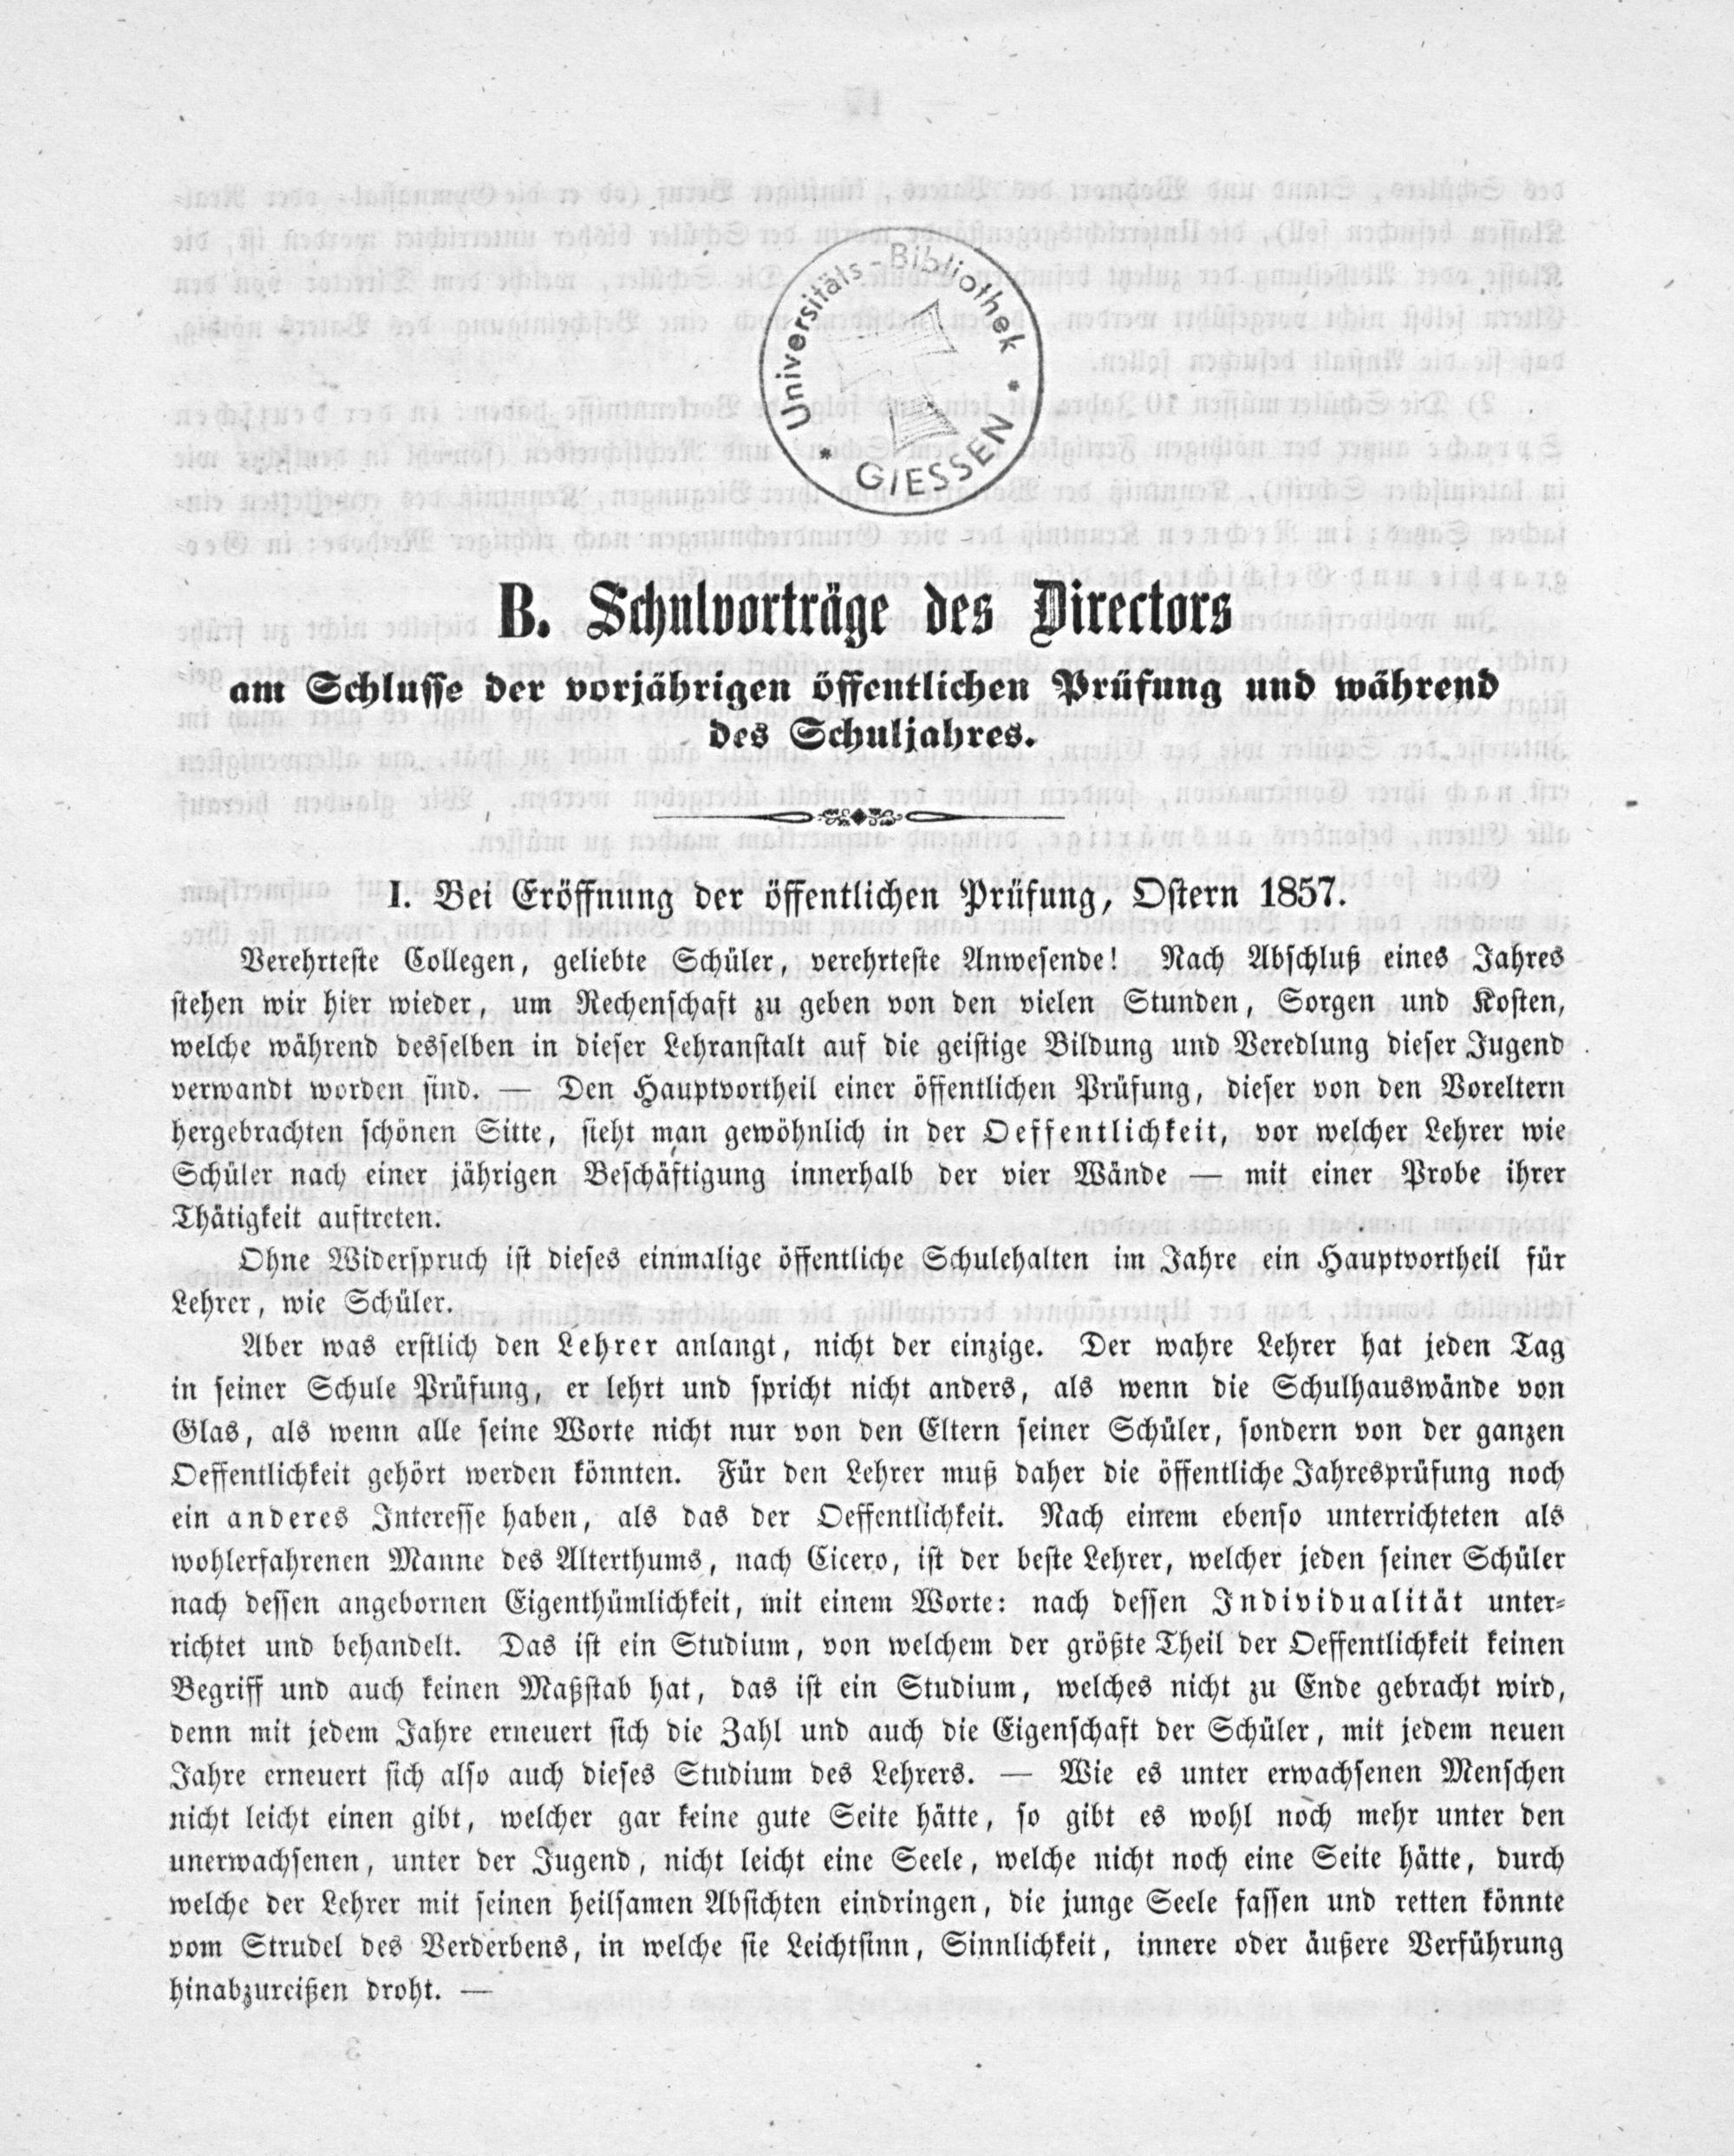 Universitäts-Bibliothek
* GIESSEN *
B. Schulvorträge des Directors
am Schlusse der vorjährigen öffentlichen Prüfung und während
des Schuljahres.
I. Bei Eröffnung der öffentlichen Prüfung, Ostern 1857.
Verehrteste Collegen, geliebte Schüler, verehrteste Anwesende! Nach Abschluß eines Jahres
stehen wir hier wieder, um Rechenschaft zu geben von den vielen Stunden, Sorgen und Kosten,
welche während desselben in dieser Lehranstalt auf die geistige Bildung und Veredlung dieser Jugend
verwandt worden sind. — Den Hauptvortheil einer öffentlichen Prüfung, dieser von den Voreltern
hergebrachten schönen Sitte, sieht man gewöhnlich in der Oeffentlichkeit, vor welcher Lehrer wie
Schüler nach einer jährigen Beschäftigung innerhalb der vier Wände — mit einer Probe ihrer
Thätigkeit auftreten.
Ohne Widerspruch ist dieses einmalige öffentliche Schulehalten im Jahre ein Hauptvortheil für
Lehrer, wie Schüler.
Aber was erstlich den Lehrer anlangt, nicht der einzige. Der wahre Lehrer hat jeden Tag
in seiner Schule Prüfung, er lehrt und spricht nicht anders, als wenn die Schulhauswände von
Glas, als wenn alle seine Worte nicht nur von den Eltern seiner Schüler, sondern von der ganzen
Oeffentlichkeit gehört werden könnten. Für den Lehrer muß daher die öffentliche Jahresprüfung noch
ein anderes Interesse haben, als das der Oeffentlichkeit. Nach einem ebenso unterrichteten als
wohlerfahrenen Manne des Alterthums, nach Cicero, ist der beste Lehrer, welcher jeden seiner Schüler
nach dessen angebornen Eigenthümlichkeit, mit einem Worte: nach dessen Individualität unter-
richtet und behandelt. Das ist ein Studium, von welchem der größte Theil der Oeffentlichkeit keinen
Begriff und auch keinen Maßstab hat, das ist ein Studium, welches nicht zu Ende gebracht wird,
denn mit jedem Jahre erneuert sich die Zahl und auch die Eigenschaft der Schüler, mit jedem neuen
Jahre erneuert sich also auch dieses Studium des Lehrers. — Wie es unter erwachsenen Menschen
nicht leicht einen gibt, welcher gar keine gute Seite hätte, so gibt es wohl noch mehr unter den
unerwachsenen, unter der Jugend, nicht leicht eine Seele, welche nicht noch eine Seite hätte, durch
welche der Lehrer mit seinen heilsamen Absichten eindringen, die junge Seele fassen und retten könnte
vom Strudel des Verderbens, in welche sie Leichtsinn, Sinnlichkeit, innere oder äußere Verführung
hinabzureißen droht. —